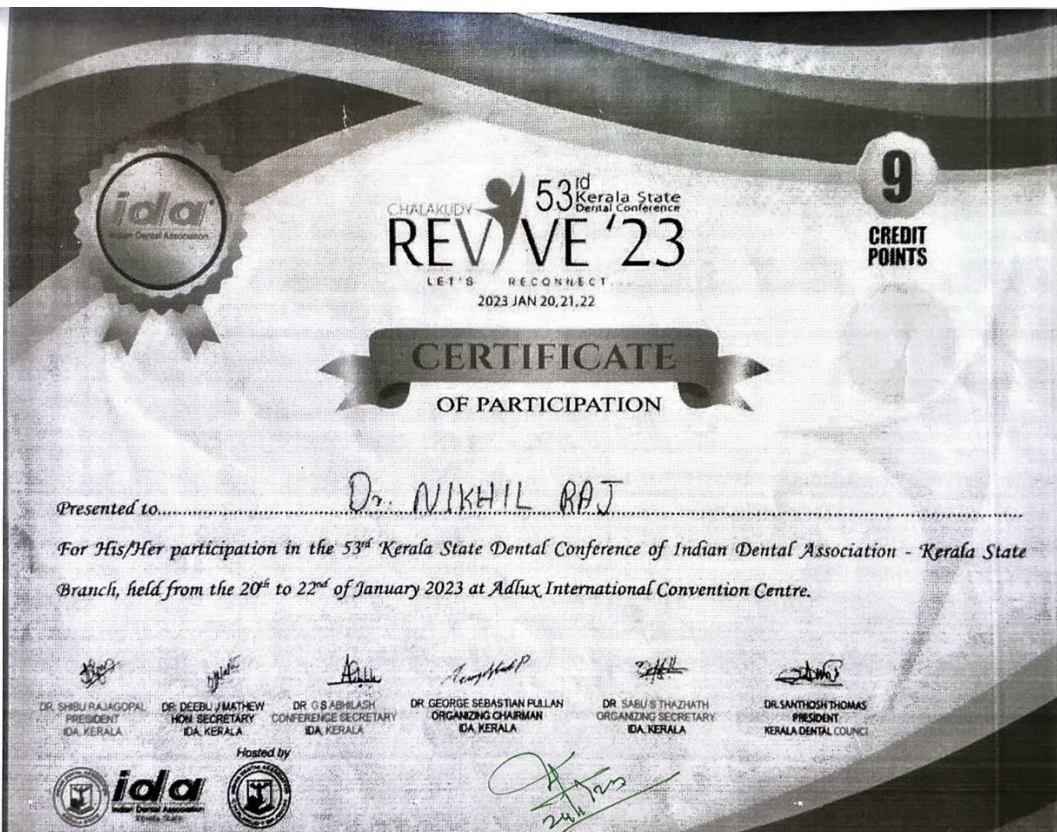 ida
Indian Dental Association
CHALAKUDY
53rd Kerala State Dental Conference
REVIVE '23
LET'S RECONNECT...
2023 JAN 20,21,22
9
CREDIT
POINTS
CERTIFICATE
OF PARTICIPATION
Presented to Dr. NIKHIL RAJ
For His/Her participation in the 53rd Kerala State Dental Conference of Indian Dental Association - Kerala State
Branch, held from the 20th to 22nd of January 2023 at Adlux International Convention Centre.
DR. SHIBU RAJAGOPAL
PRESIDENT
IDA, KERALA
DR. DEEBU J MATHEW
HON. SECRETARY
IDA, KERALA
DR G S ABHILASH
CONFERENCE SECRETARY
IDA, KERALA
DR. GEORGE SEBASTIAN PULLAN
ORGANIZING CHAIRMAN
IDA, KERALA
DR. SABU S THAZHATH
ORGANIZING SECRETARY
IDA, KERALA
DR.SANTHOSH THOMAS
PRESIDENT
KERALA DENTAL COUNCI
Hosted by
ida
Indian Dental Association
Kerala State